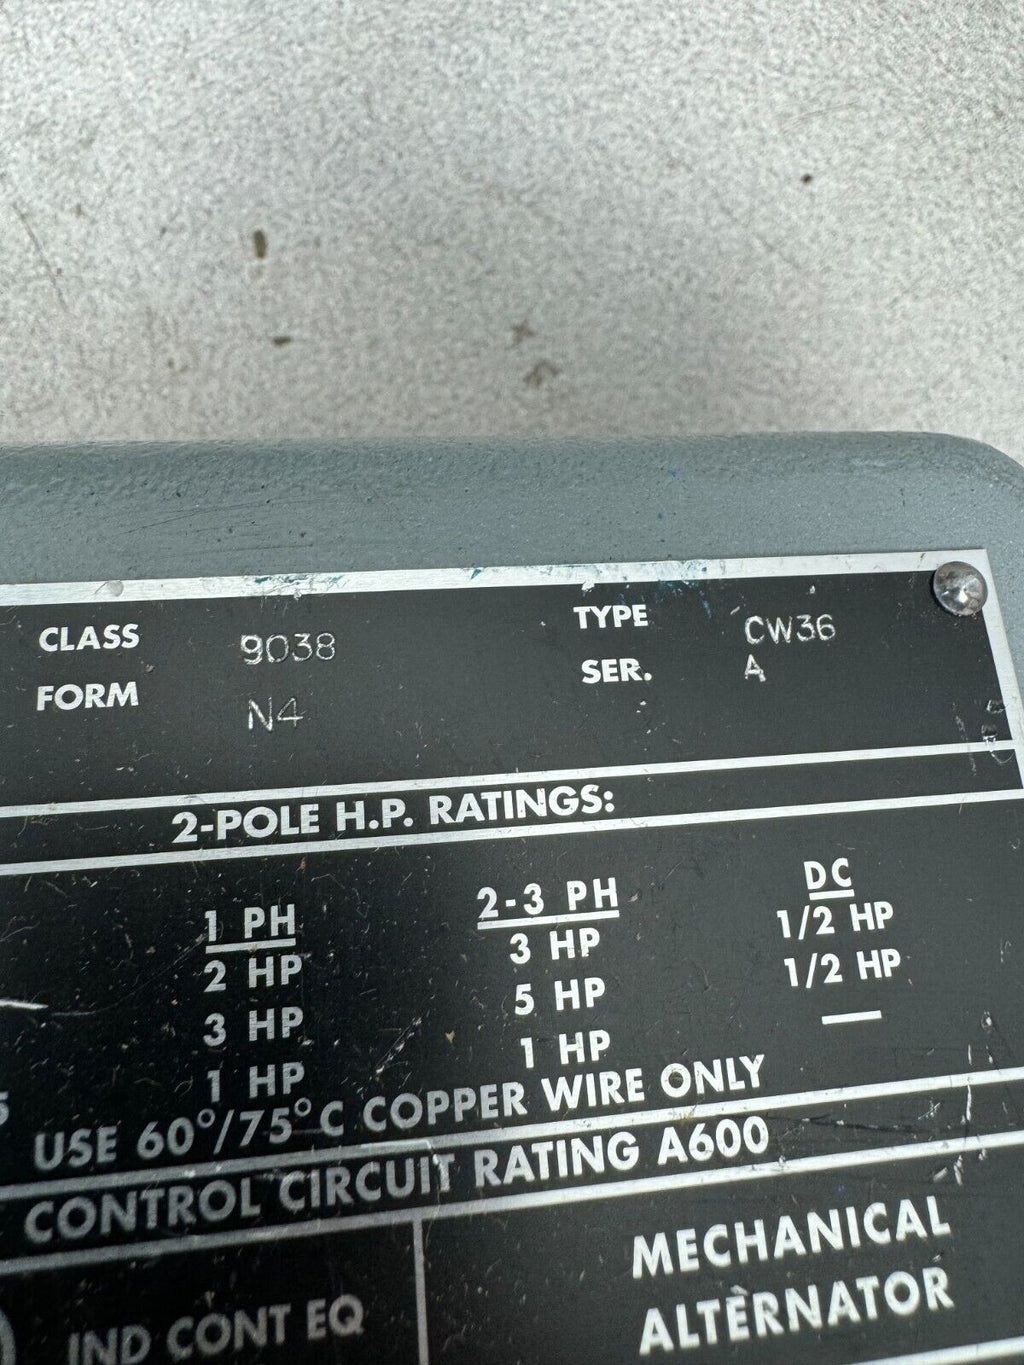 CLASS 9038 TYPE CW36
FORM N4 SER. A
2-POLE H.P. RATINGS:
1 PH 2-3 PH DC
2 HP 3 HP 1/2 HP
3 HP 5 HP 1/2 HP
1 HP 1 HP —
USE 60°/75°C COPPER WIRE ONLY
CONTROL CIRCUIT RATING A600
IND CONT EQ MECHANICAL
ALTERNATOR